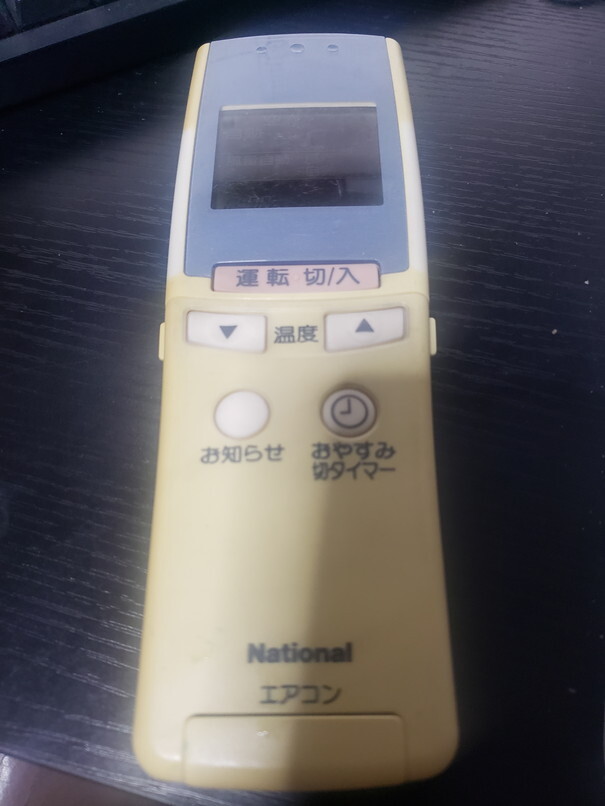 運転 切/入
▼ 温度 ▲
お知らせ
おやすみ
切タイマー
National
エアコン